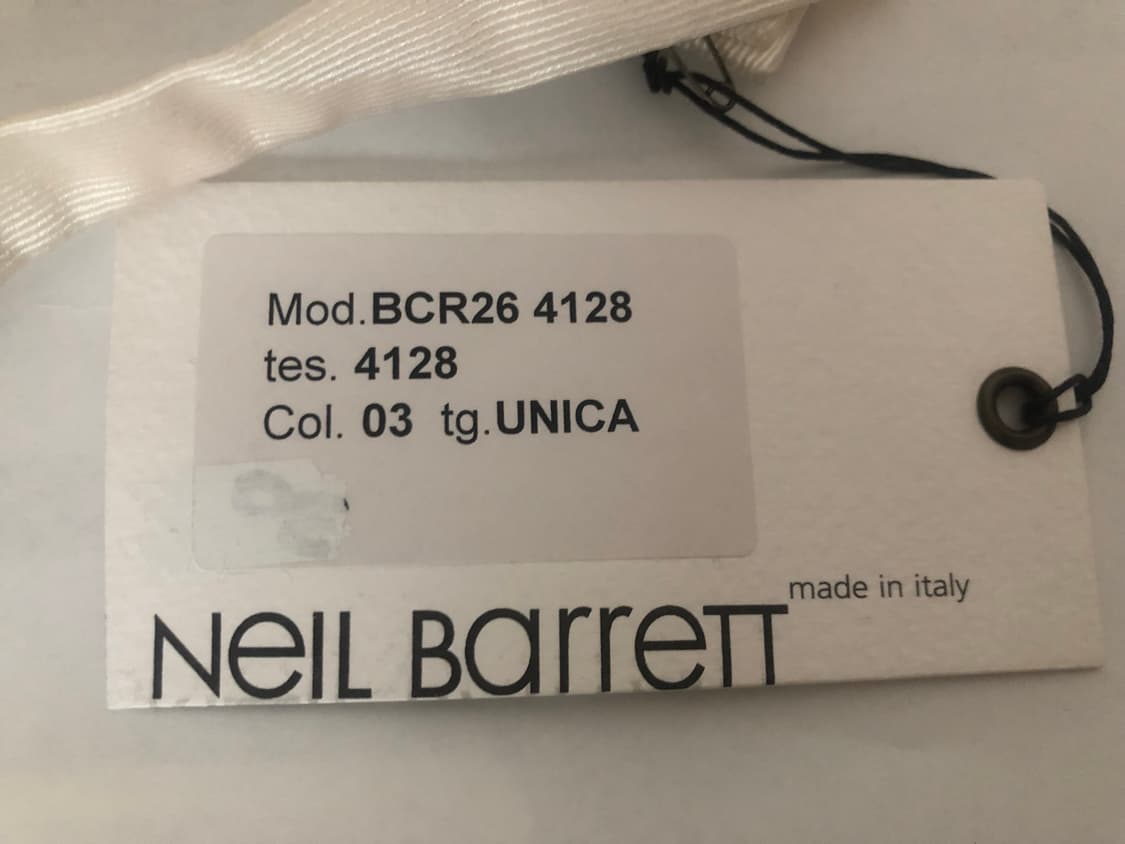 Mod.BCR26 4128
tes. 4128
Col. 03 tg.UNICA
made in italy
Neil Barrett